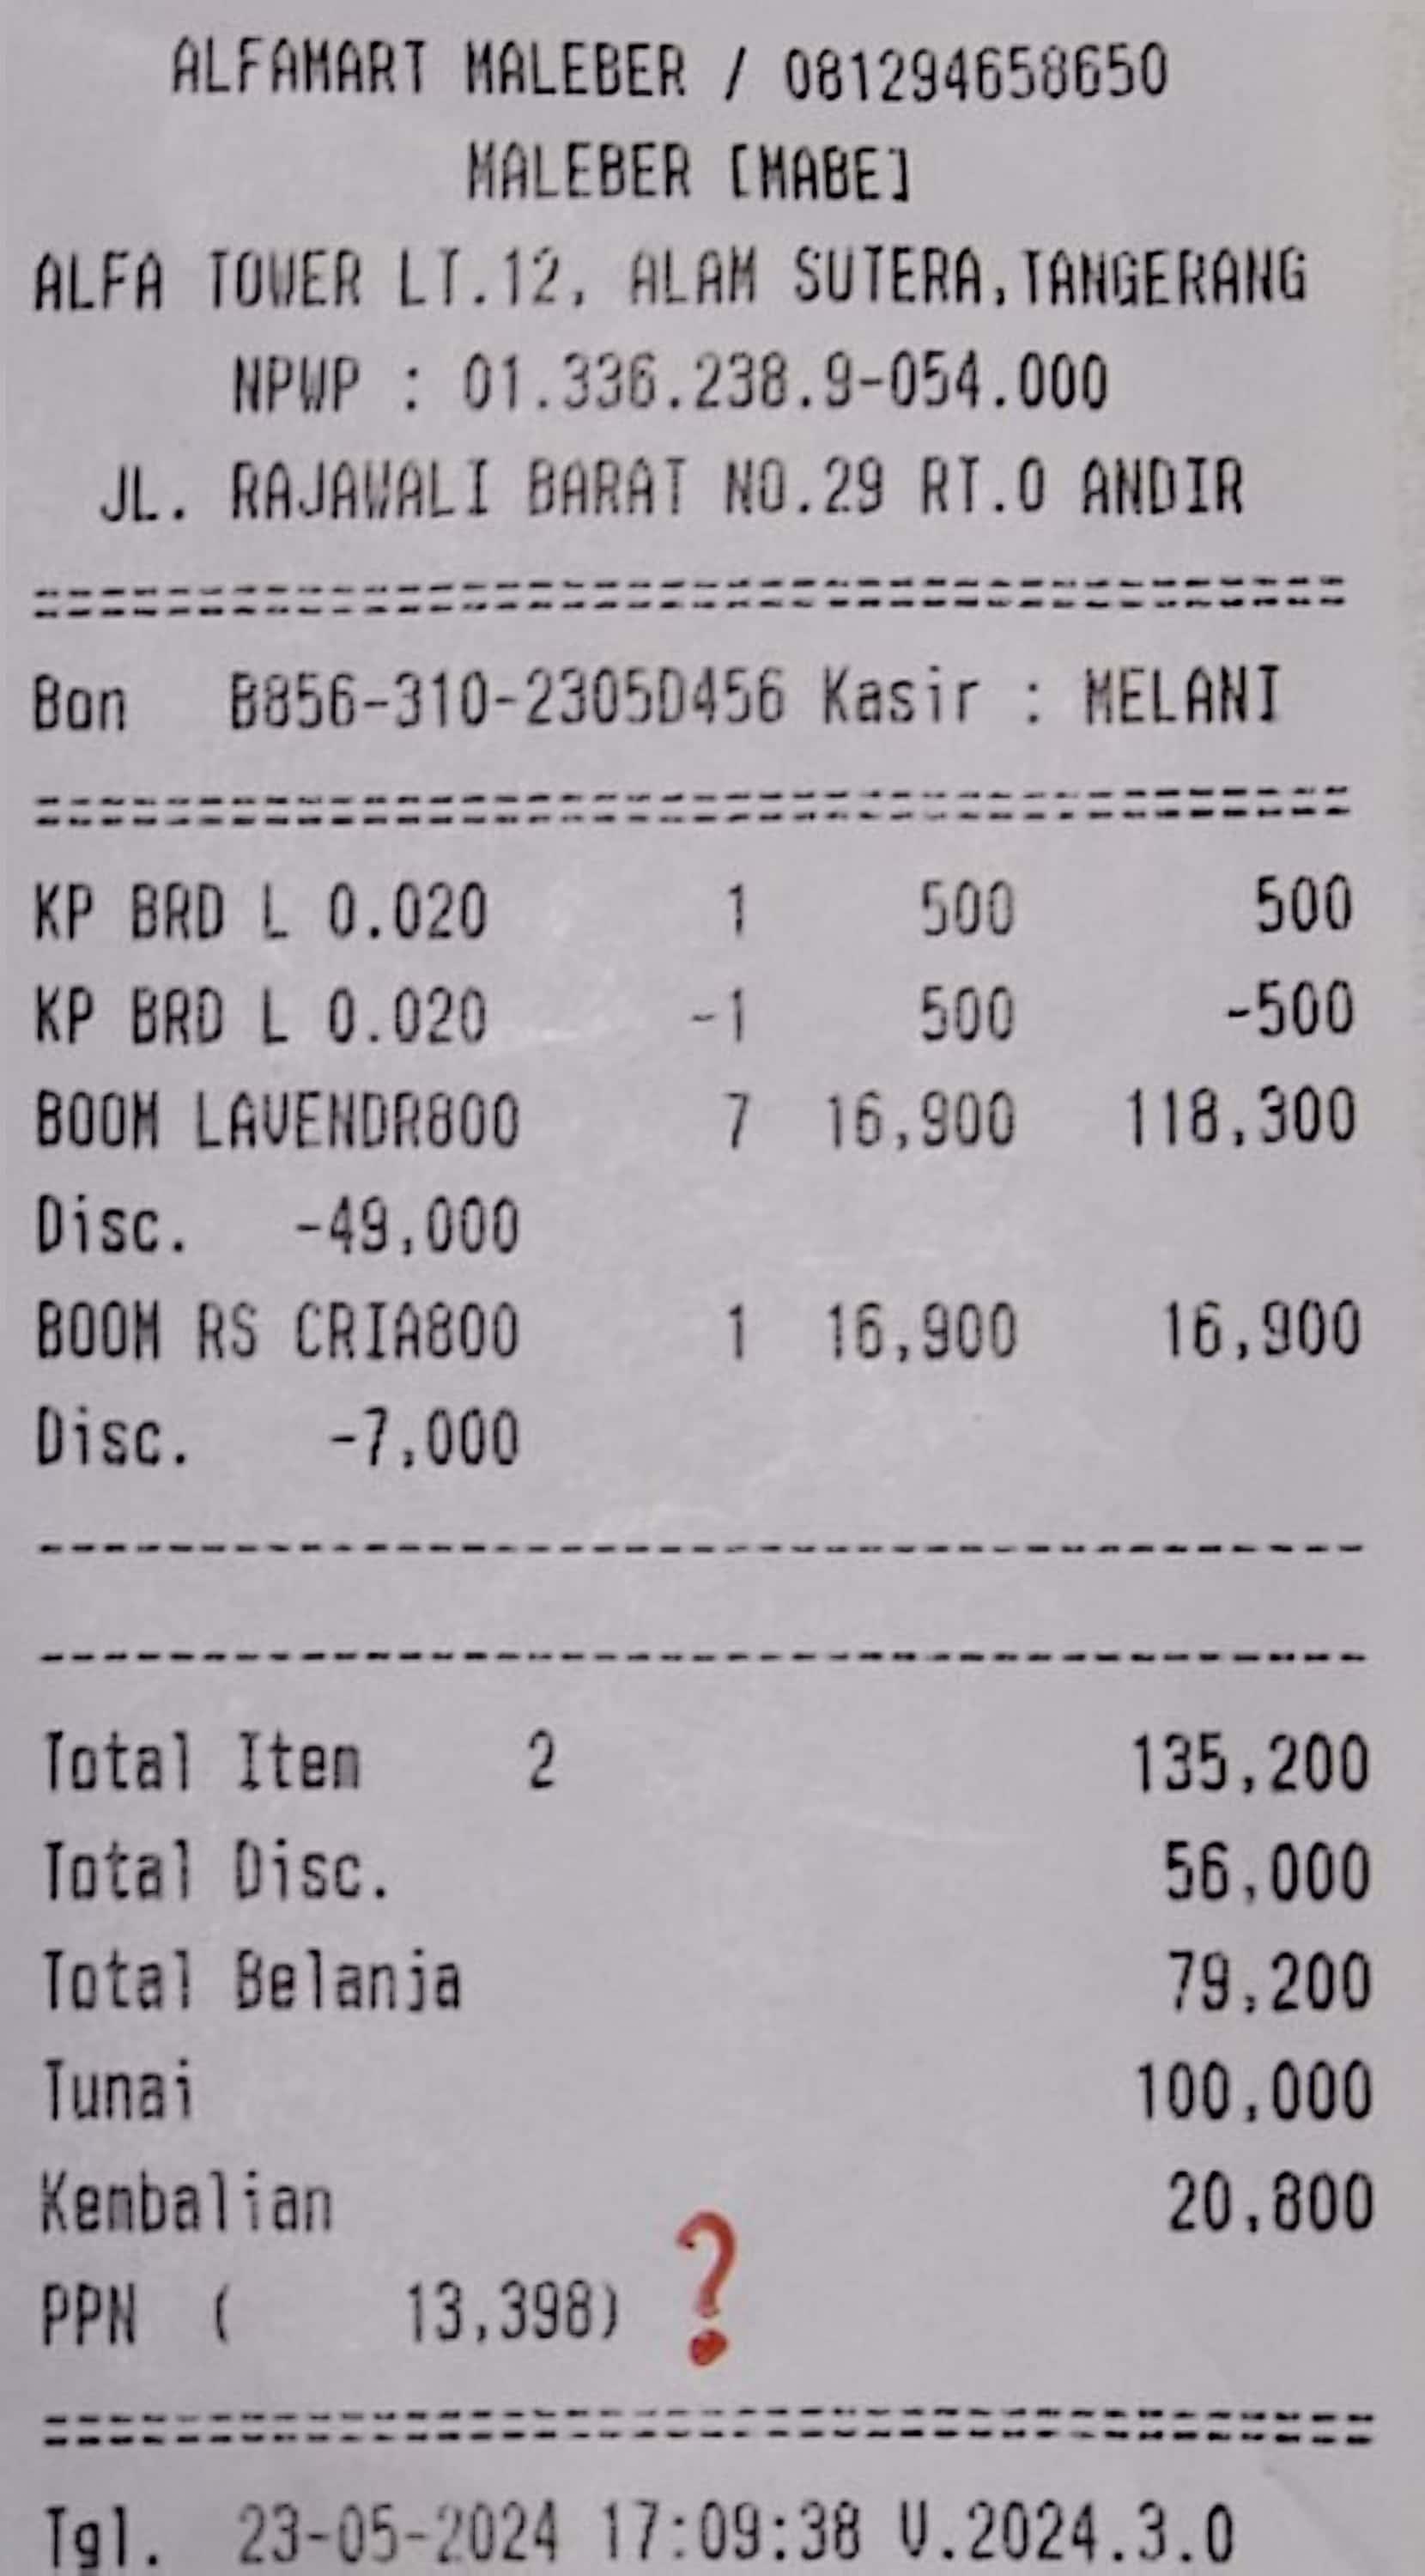 ALFAMART MALEBER / 081294658650
MALEBER [MABE]
ALFA TOWER LT.12, ALAM SUTERA,TANGERANG
NPWP : 01.336.238.9-054.000
JL. RAJAWALI BARAT NO.29 RT.0 ANDIR
Bon B856-310-2305D456 Kasir : MELANI
KP BRD L 0.020 1 500 500
KP BRD L 0.020 -1 500 -500
BOOM LAVENDR800 7 16,900 118,300
Disc. -49,000
BOOM RS CRIA800 1 16,900 16,900
Disc. -7,000
Total Item 2 135,200
Total Disc. 56,000
Total Belanja 79,200
Tunai 100,000
Kembalian 20,800
PPN ( 13,398) ?
Tgl. 23-05-2024 17:09:38 V.2024.3.0